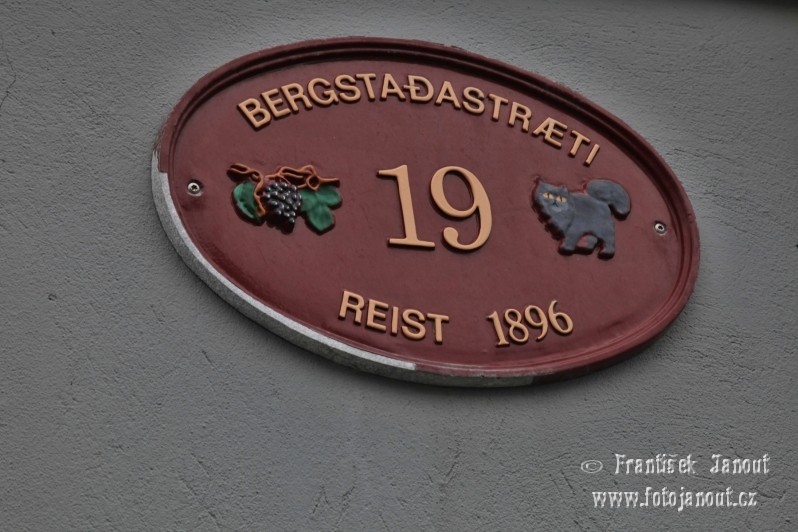 BERGSTAÐASTRÆTI
19
REIST 1896
© František Janout
www.fotojanout.cz